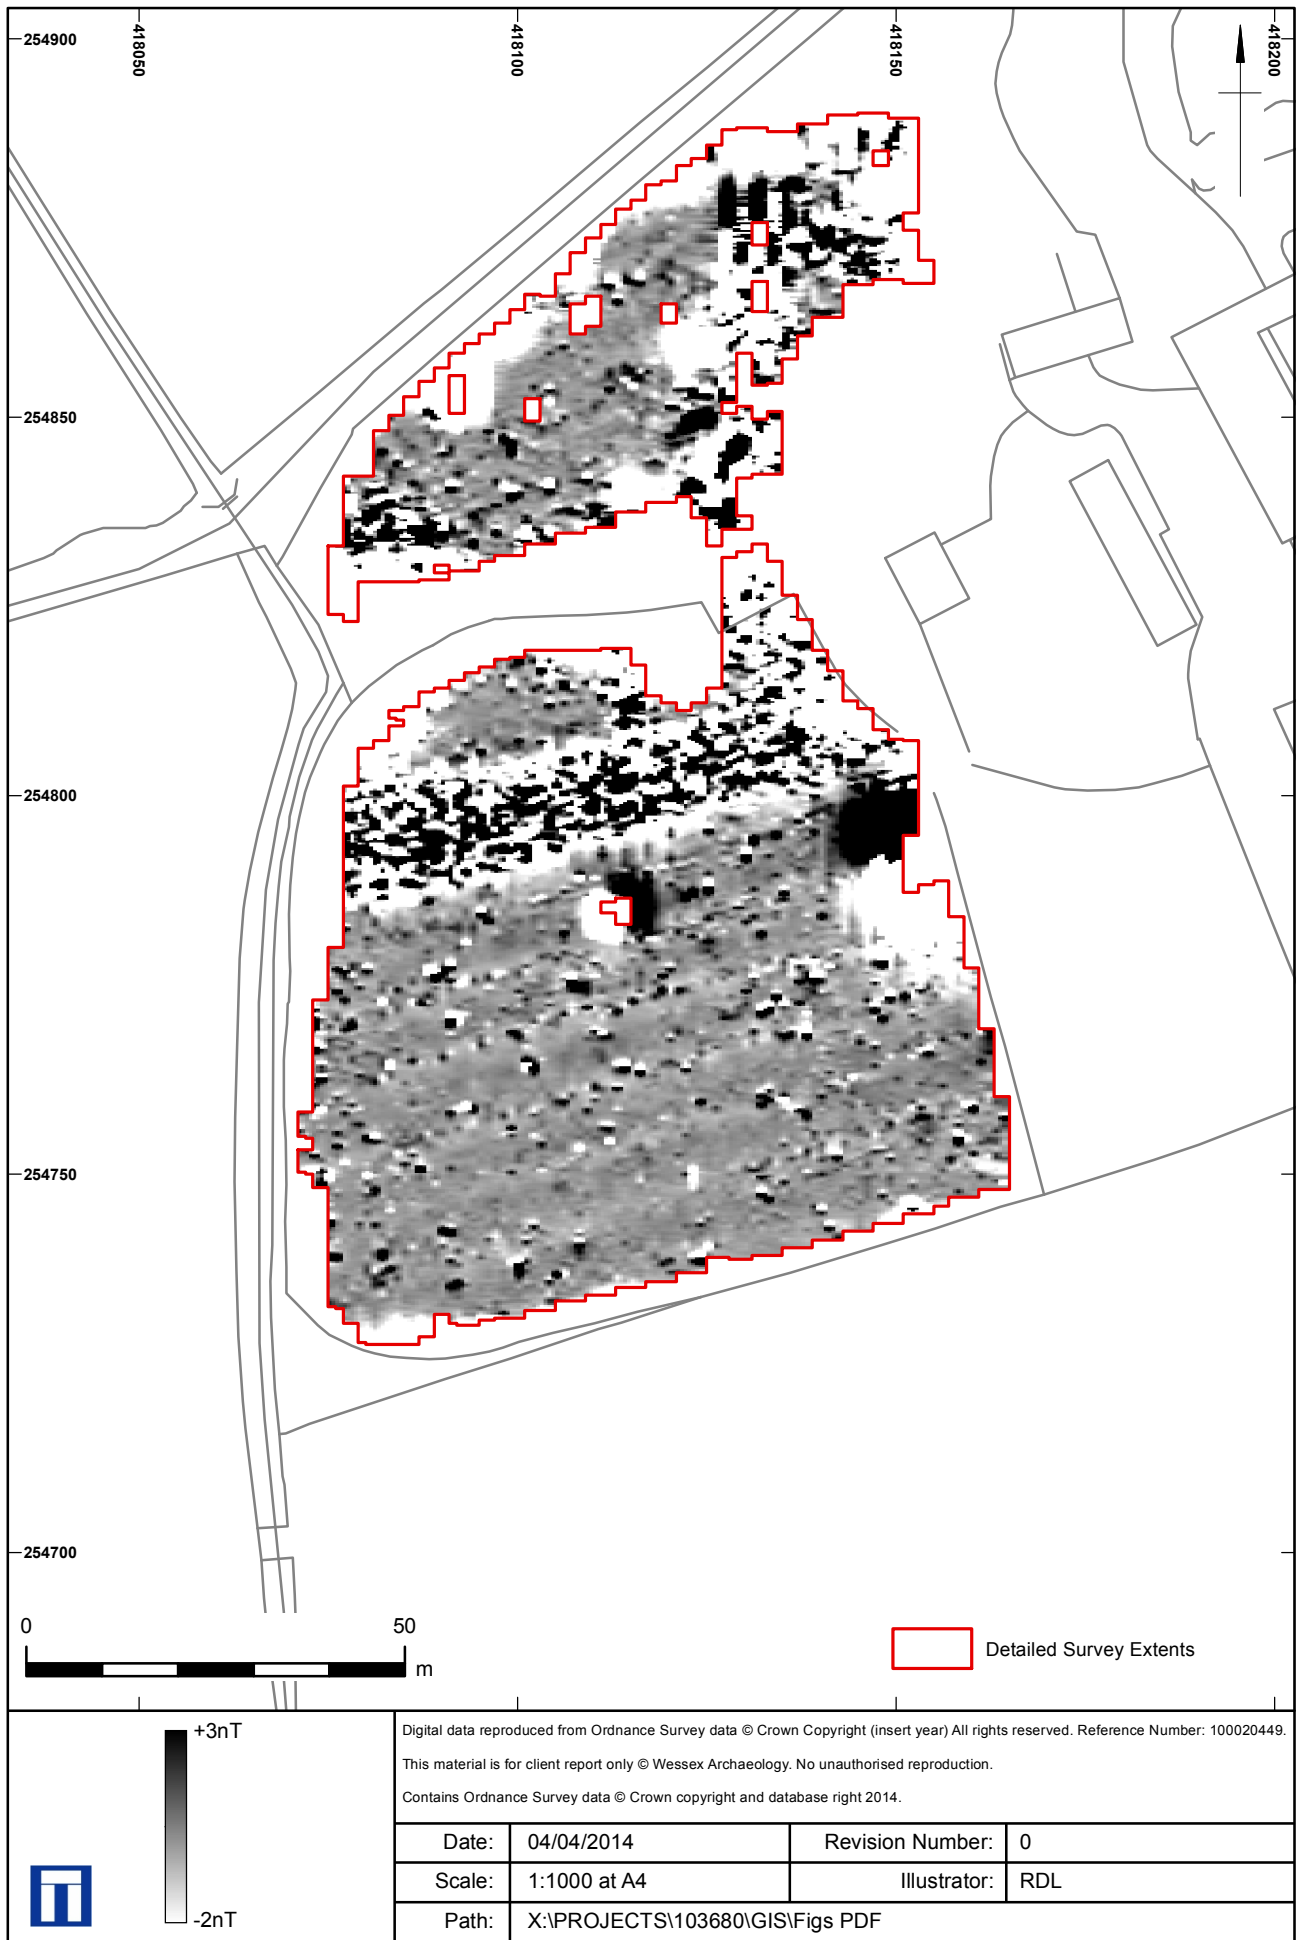 418050
418100
418150
418200
254900
254850
254800
254750
254700
0 50
m
Detailed Survey Extents
+3nT
-2nT
Digital data reproduced from Ordnance Survey data © Crown Copyright (insert year) All rights reserved. Reference Number: 100020449.
This material is for client report only © Wessex Archaeology. No unauthorised reproduction.
Contains Ordnance Survey data © Crown copyright and database right 2014.
Date: 04/04/2014 Revision Number: 0
Scale: 1:1000 at A4 Illustrator: RDL
Path: X:\PROJECTS\103680\GIS\Figs PDF